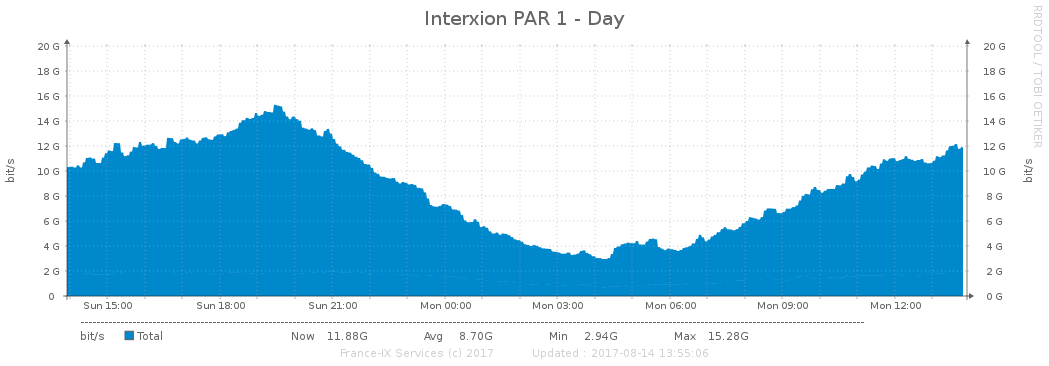 Interxion PAR 1 - Day
RRDTOOL / TOBI OETIKER
bit/s
20 G 20 G
18 G 18 G
16 G 16 G
14 G 14 G
12 G 12 G
10 G 10 G
8 G 8 G
6 G 6 G
4 G 4 G
2 G 2 G
0 0 G
bit/s
Sun 15:00 Sun 18:00 Sun 21:00 Mon 00:00 Mon 03:00 Mon 06:00 Mon 09:00 Mon 12:00
bit/s Total Now 11.88G Avg 8.70G Min 2.94G Max 15.28G
France-IX Services (c) 2017 Updated : 2017-08-14 13:55:06